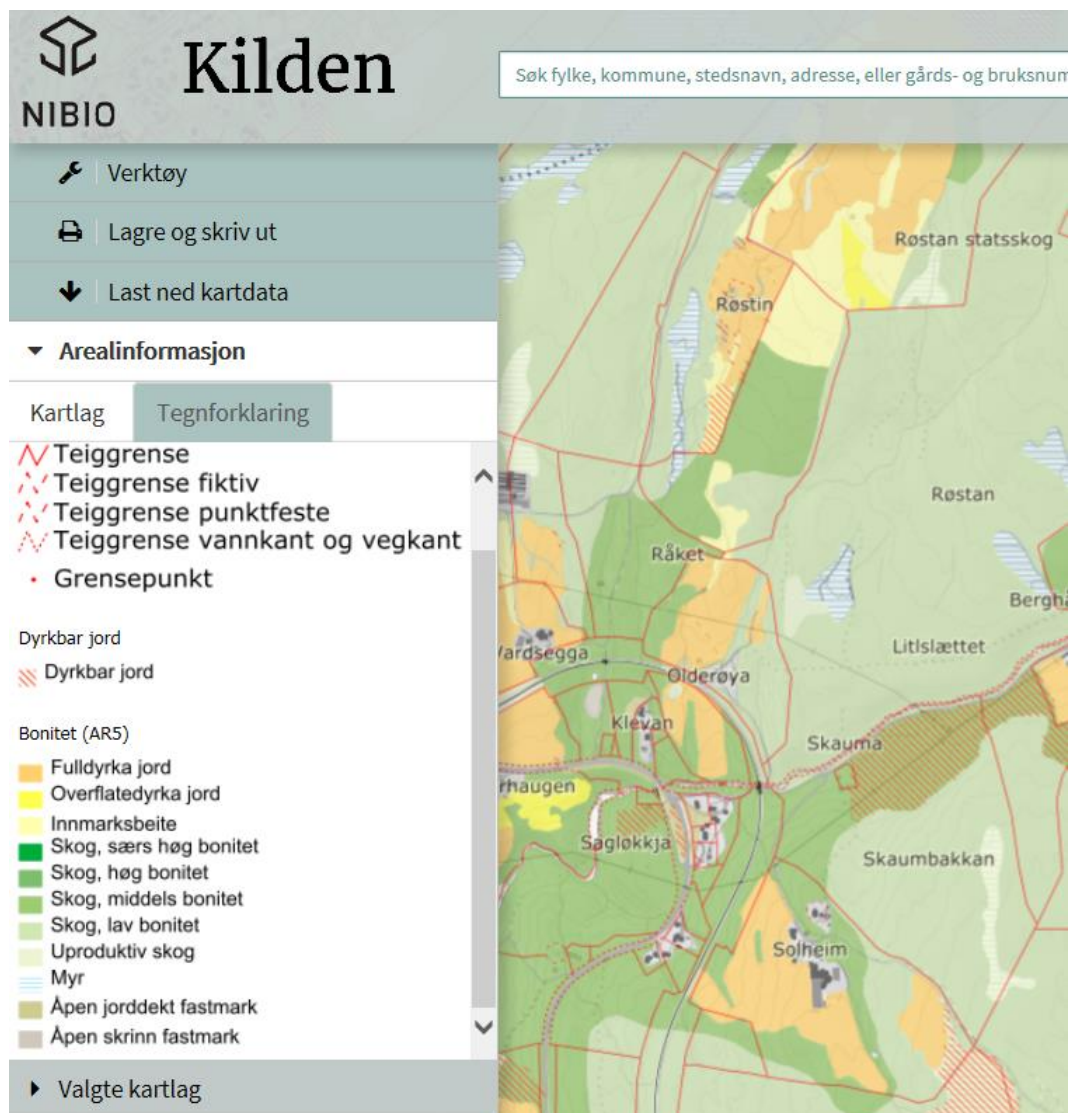 NIBIO
Kilden
Søk fylke, kommune, stedsnavn, adresse, eller gårds- og bruksnum
Verktøy
Lagre og skriv ut
Last ned kartdata
Arealinformasjon
Kartlag
Tegnforklaring
Teiggrense
Teiggrense fiktiv
Teiggrense punktfeste
Teiggrense vannkant og vegkant
Grensepunkt
Dyrkbar jord
Dyrkbar jord
Bonitet (AR5)
Fulldyrka jord
Overflatedyrka jord
Innmarksbeite
Skog, særs høg bonitet
Skog, høg bonitet
Skog, middels bonitet
Skog, lav bonitet
Uproduktiv skog
Myr
Åpen jorddekt fastmark
Åpen skrinn fastmark
Valgte kartlag
Røstan statsskog
Røstin
Røstan
Råket
Berghå
Litlslættet
Vardsegga
Olderøya
Klevan
Skauma
rhaugen
Sagløkkja
Skaumbakkan
Solheim